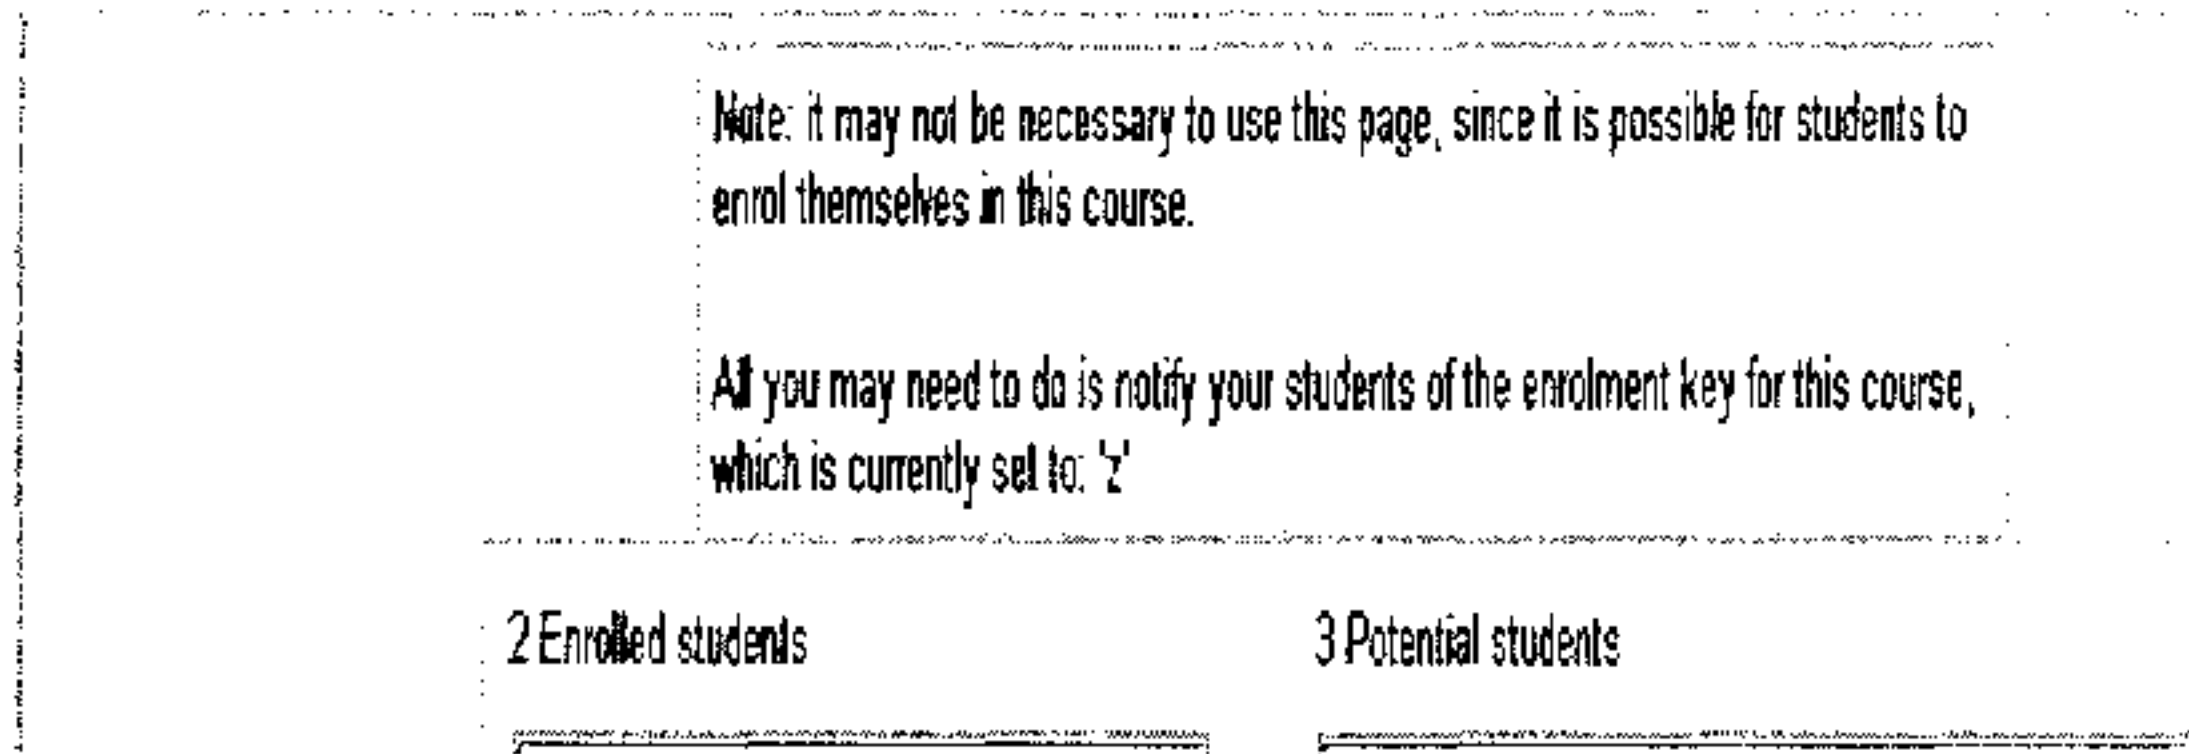 Note: it may not be necessary to use this page, since it is possible for students to
enrol themselves in this course.
All you may need to do is notify your students of the enrolment key for this course,
which is currently set to: 'z'
2 Enrolled students
3 Potential students